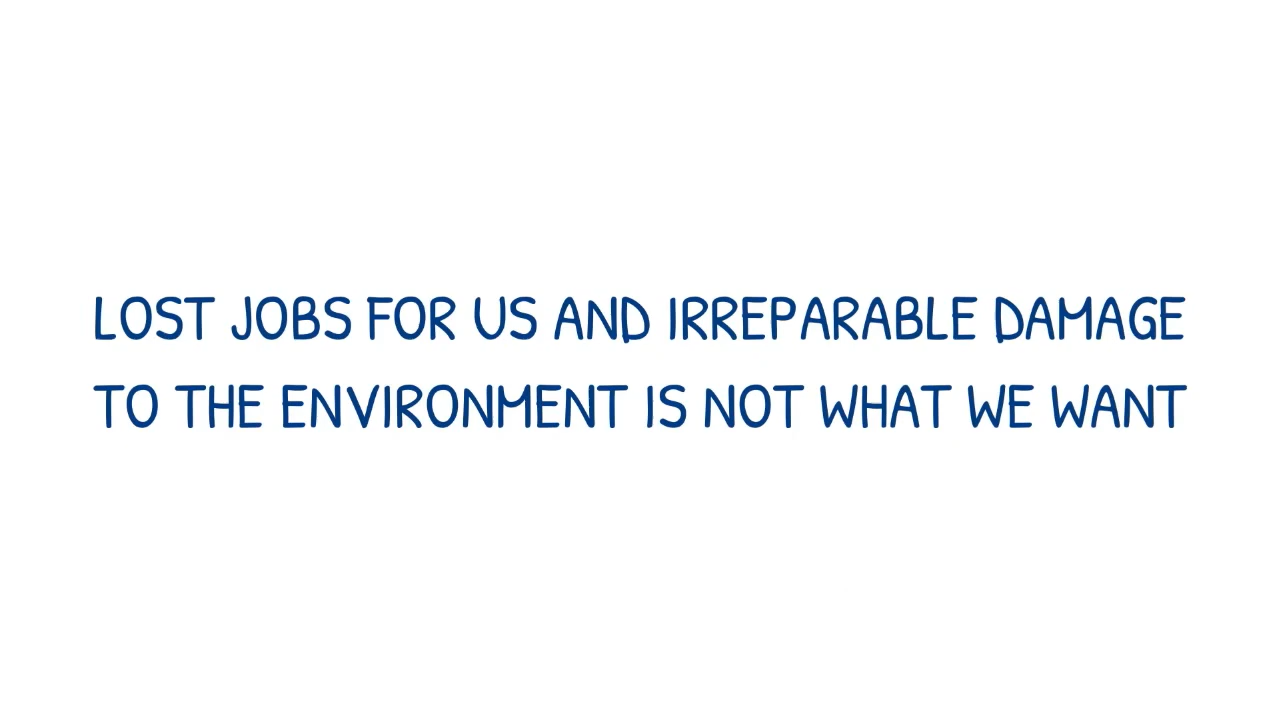 LOST JOBS FOR US AND IRREPARABLE DAMAGE
TO THE ENVIRONMENT IS NOT WHAT WE WANT